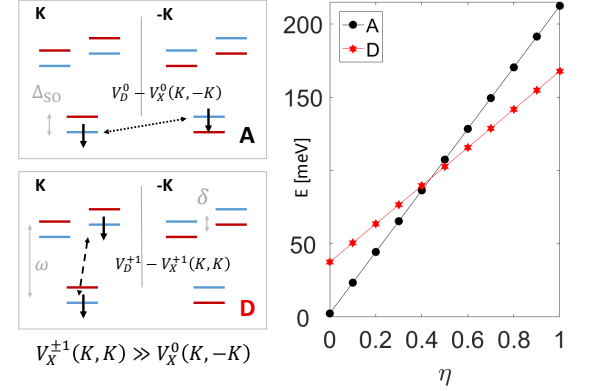 K
-K
Δ_SO
V_D^0 − V_X^0(K, −K)
A
K
-K
δ
ω
V_D^{+1} − V_X^{+1}(K, K)
D
V_X^{±1}(K, K) ≫ V_X^0(K, −K)
A
D
200
150
50
0
E [meV]
0
0.2
0.4
0.6
0.8
1
η